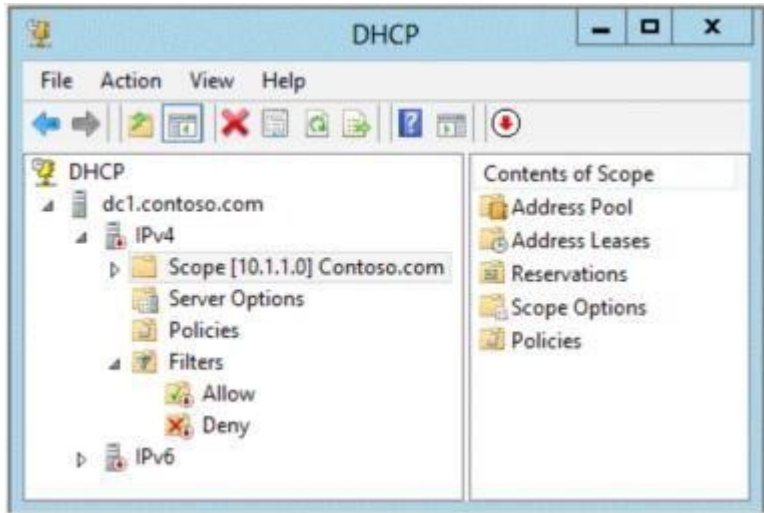 DHCP
File Action View Help
DHCP
dc1.contoso.com
IPv4
Scope [10.1.1.0] Contoso.com
Server Options
Policies
Filters
Allow
Deny
IPv6
Contents of Scope
Address Pool
Address Leases
Reservations
Scope Options
Policies